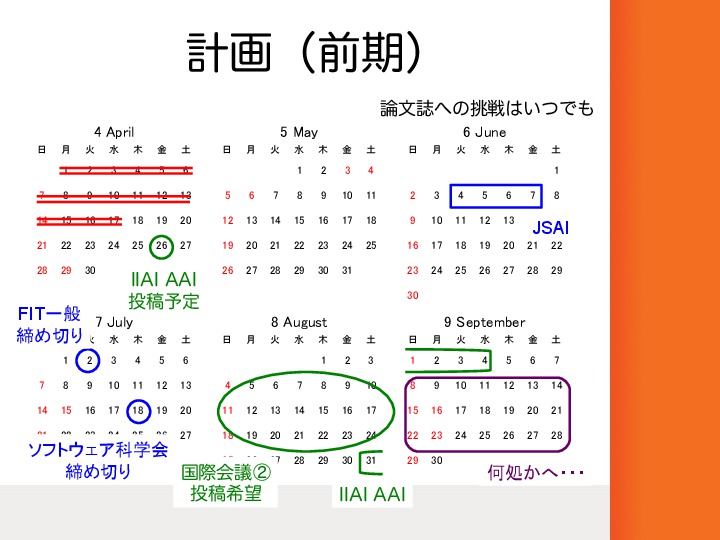 計画（前期）
論文誌への挑戦はいつでも
4 April
日 月 火 水 木 金 土
1 2 3 4 5 6
7 8 9 10 11 12 13
14 15 16 17 18 19 20
21 22 23 24 25 26 27
28 29 30
IIAI AAI
投稿予定
5 May
日 月 火 水 木 金 土
1 2 3 4
5 6 7 8 9 10 11
12 13 14 15 16 17 18
19 20 21 22 23 24 25
26 27 28 29 30 31
6 June
日 月 火 水 木 金 土
1
2 3 4 5 6 7 8
9 10 11 12 13
JSAI
16 17 18 19 20 21 22
23 24 25 26 27 28 29
30
FIT一般
締め切り
7 July
火 水 木 金 土
1 2 3 4 5 6
7 8 9 10 11 12 13
14 15 16 17 18 19 20
ソフトウェア科学会
締め切り
8 August
日 月 火 水 木 金 土
1 2 3
4 5 6 7 8 9 10
11 12 13 14 15 16 17
18 19 20 21 22 23 24
27 28 29 30 31
国際会議②
投稿希望
IIAI AAI
9 September
日 月 火 水 木 金 土
1 2 3 4 5 6 7
8 9 10 11 12 13 14
15 16 17 18 19 20 21
22 23 24 25 26 27 28
29 30
何処かへ・・・